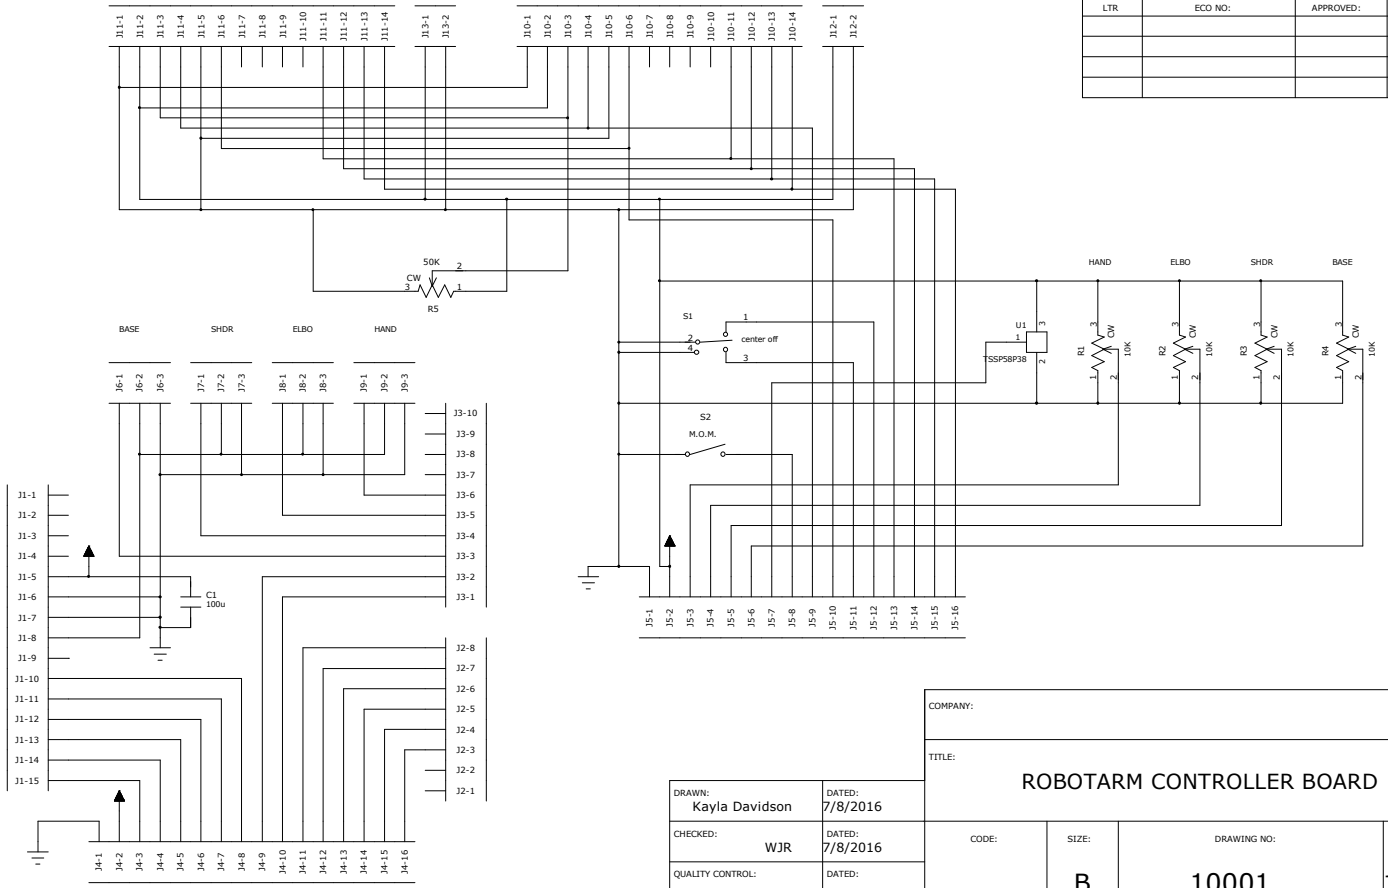 J11-1
J11-2
J11-3
J11-4
J11-5
J11-6
J11-7
J11-8
J11-9
J11-10
J11-11
J11-12
J11-13
J11-14
J13-1
J13-2
J10-1
J10-2
J10-3
J10-4
J10-5
J10-6
J10-7
J10-8
J10-9
J10-10
J10-11
J10-12
J10-13
J10-14
J12-1
J12-2
LTR ECO NO: APPROVED:
50K
CW
2
3 1
R5
HAND ELBO SHDR BASE
BASE SHDR ELBO HAND
S1
1
2
4
center off
3
U1
3
1
TSSP58P38
2
3
CW
R1
10K
1
2
3
CW
R2
10K
1
2
3
CW
R3
10K
1
2
3
CW
R4
10K
1
2
J6-1
J6-2
J6-3
J7-1
J7-2
J7-3
J8-1
J8-2
J8-3
J9-1
J9-2
J9-3
S2
M.O.M.
J3-10
J3-9
J3-8
J3-7
J3-6
J3-5
J3-4
J3-3
J3-2
J3-1
J1-1
J1-2
J1-3
J1-4
J1-5
J1-6
J1-7
J1-8
J1-9
J1-10
J1-11
J1-12
J1-13
J1-14
J1-15
C1
100u
J5-1
J5-2
J5-3
J5-4
J5-5
J5-6
J5-7
J5-8
J5-9
J5-10
J5-11
J5-12
J5-13
J5-14
J5-15
J5-16
J2-8
J2-7
J2-6
J2-5
J2-4
J2-3
J2-2
J2-1
J4-1
J4-2
J4-3
J4-4
J4-5
J4-6
J4-7
J4-8
J4-9
J4-10
J4-11
J4-12
J4-13
J4-14
J4-15
J4-16
COMPANY:
TITLE:
ROBOTARM CONTROLLER BOARD
DRAWN: DATED:
Kayla Davidson 7/8/2016
CHECKED: DATED:
WJR 7/8/2016
QUALITY CONTROL: DATED:
CODE: SIZE: DRAWING NO:
B 10001